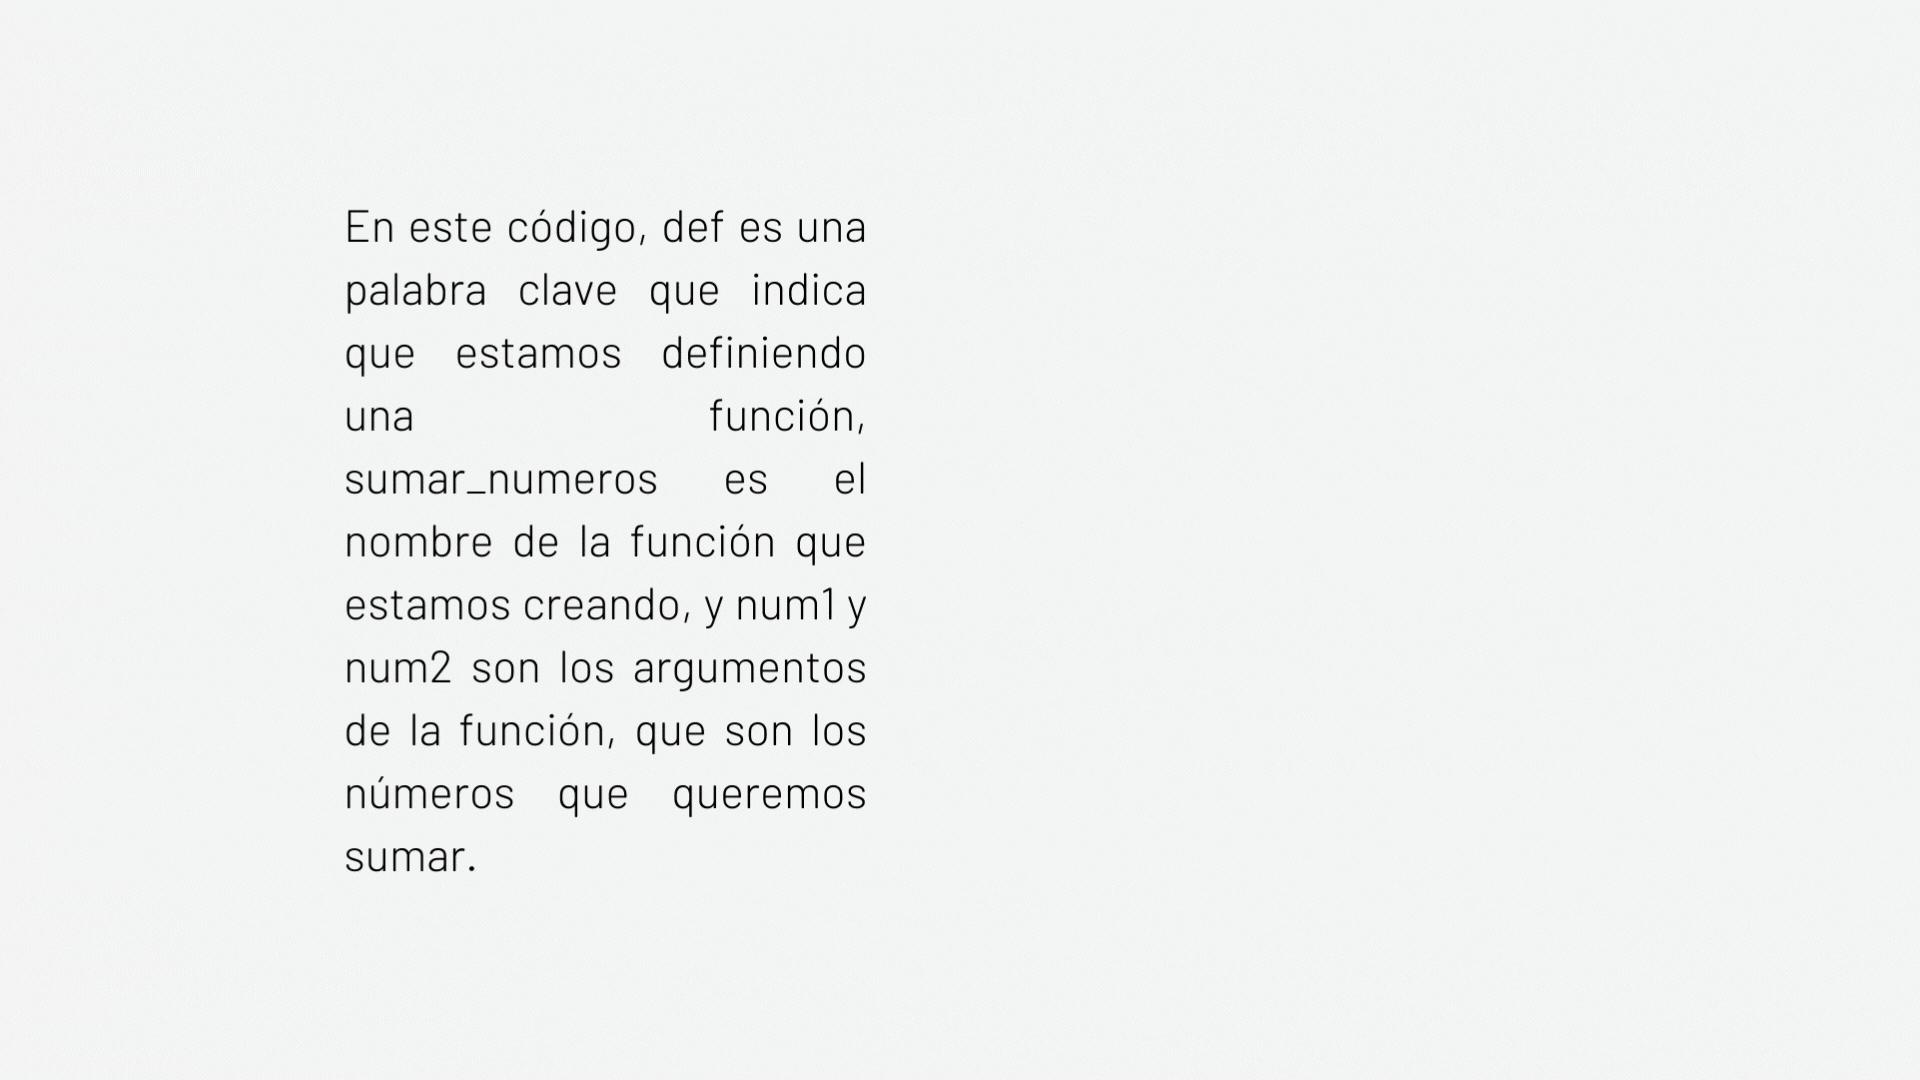 En este código, def es una
palabra clave que indica
que estamos definiendo
una función,
sumar_numeros es el
nombre de la función que
estamos creando, y num1 y
num2 son los argumentos
de la función, que son los
números que queremos
sumar.